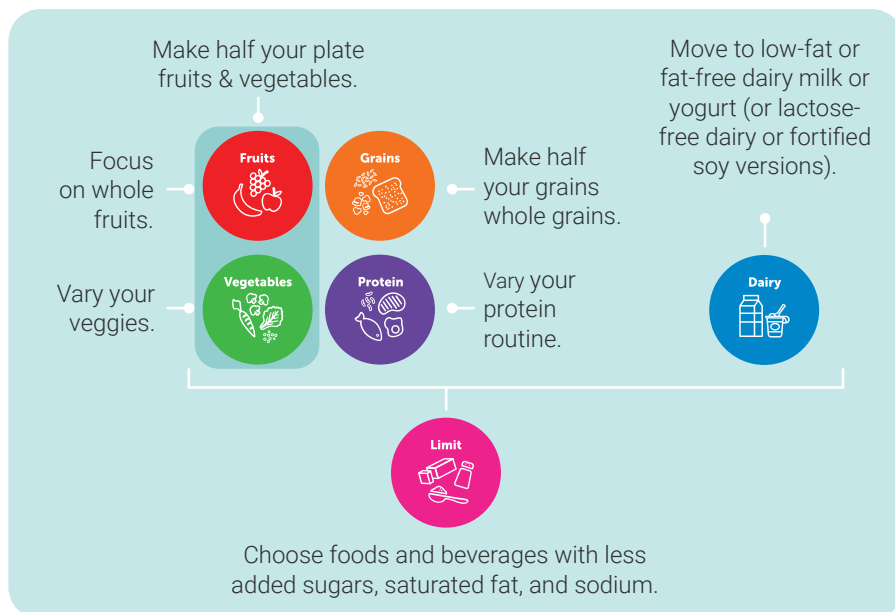 Make half your plate
fruits & vegetables.
Move to low-fat or
fat-free dairy milk or
yogurt (or lactose-
free dairy or fortified
soy versions).
Focus
on whole
fruits.
Fruits
Grains
Make half
your grains
whole grains.
Vary your
veggies.
Vegetables
Protein
Vary your
protein
routine.
Dairy
Limit
Choose foods and beverages with less
added sugars, saturated fat, and sodium.